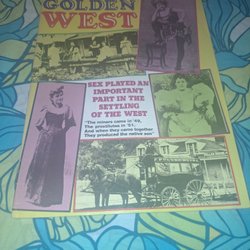 GOLDEN
WEST
SEX PLAYED AN
IMPORTANT
PART IN THE
SETTLING
OF THE WEST
"The miners came in '49,
The prostitutes in '51;
And when they came together
They produced the native son"